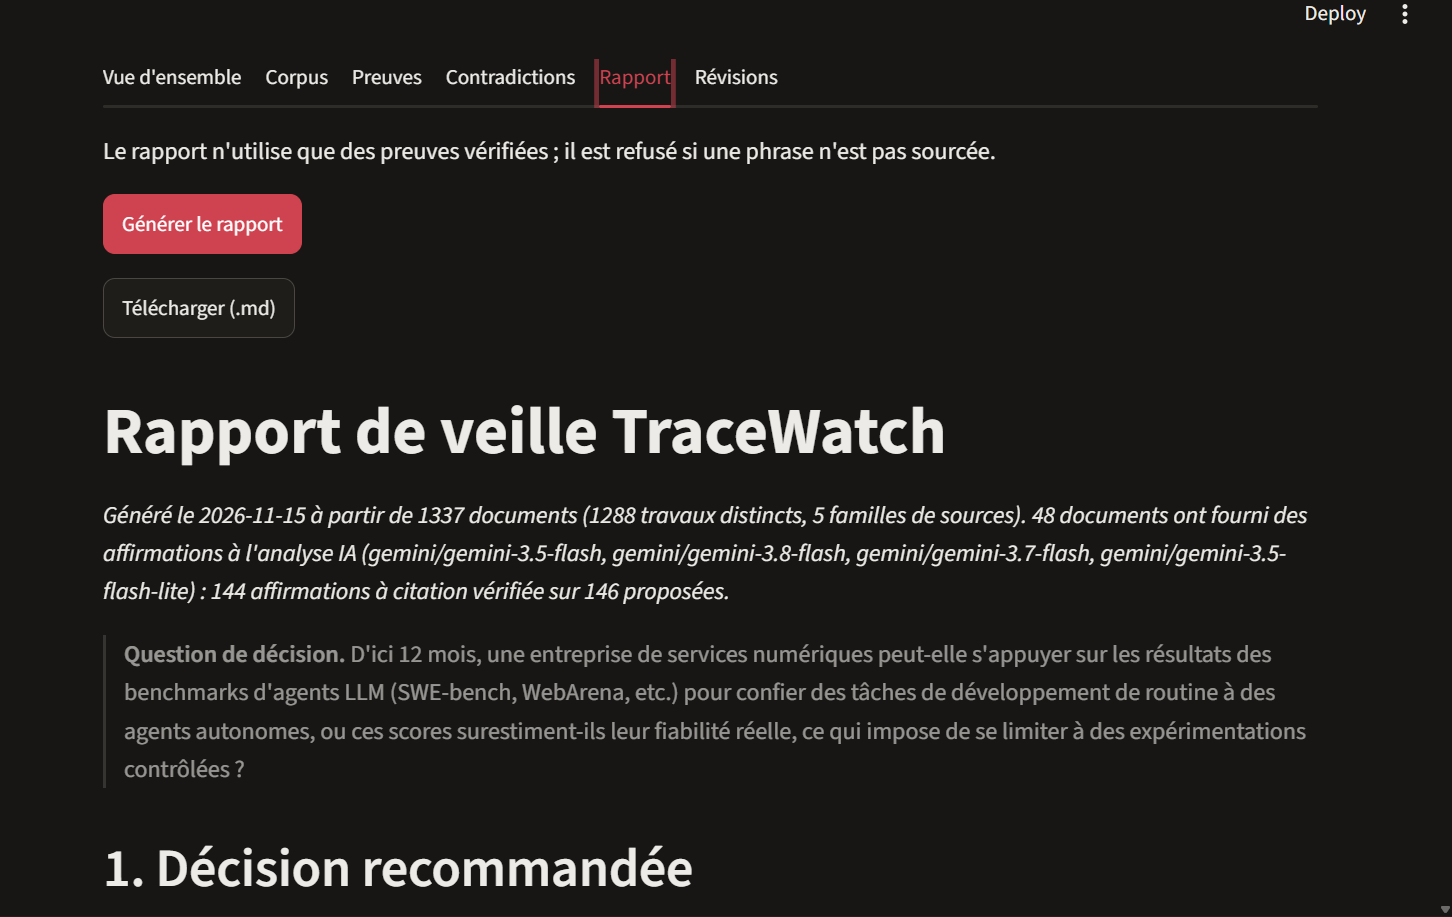 Deploy
Vue d'ensemble Corpus Preuves Contradictions Rapport Révisions
Le rapport n'utilise que des preuves vérifiées ; il est refusé si une phrase n'est pas sourcée.
Générer le rapport
Télécharger (.md)
Rapport de veille TraceWatch
Généré le 2026-11-15 à partir de 1337 documents (1288 travaux distincts, 5 familles de sources). 48 documents ont fourni des
affirmations à l'analyse IA (gemini/gemini-3.5-flash, gemini/gemini-3.8-flash, gemini/gemini-3.7-flash, gemini/gemini-3.5-
flash-lite) : 144 affirmations à citation vérifiée sur 146 proposées.
Question de décision. D'ici 12 mois, une entreprise de services numériques peut-elle s'appuyer sur les résultats des
benchmarks d'agents LLM (SWE-bench, WebArena, etc.) pour confier des tâches de développement de routine à des
agents autonomes, ou ces scores surestiment-ils leur fiabilité réelle, ce qui impose de se limiter à des expérimentations
contrôlées ?
1. Décision recommandée